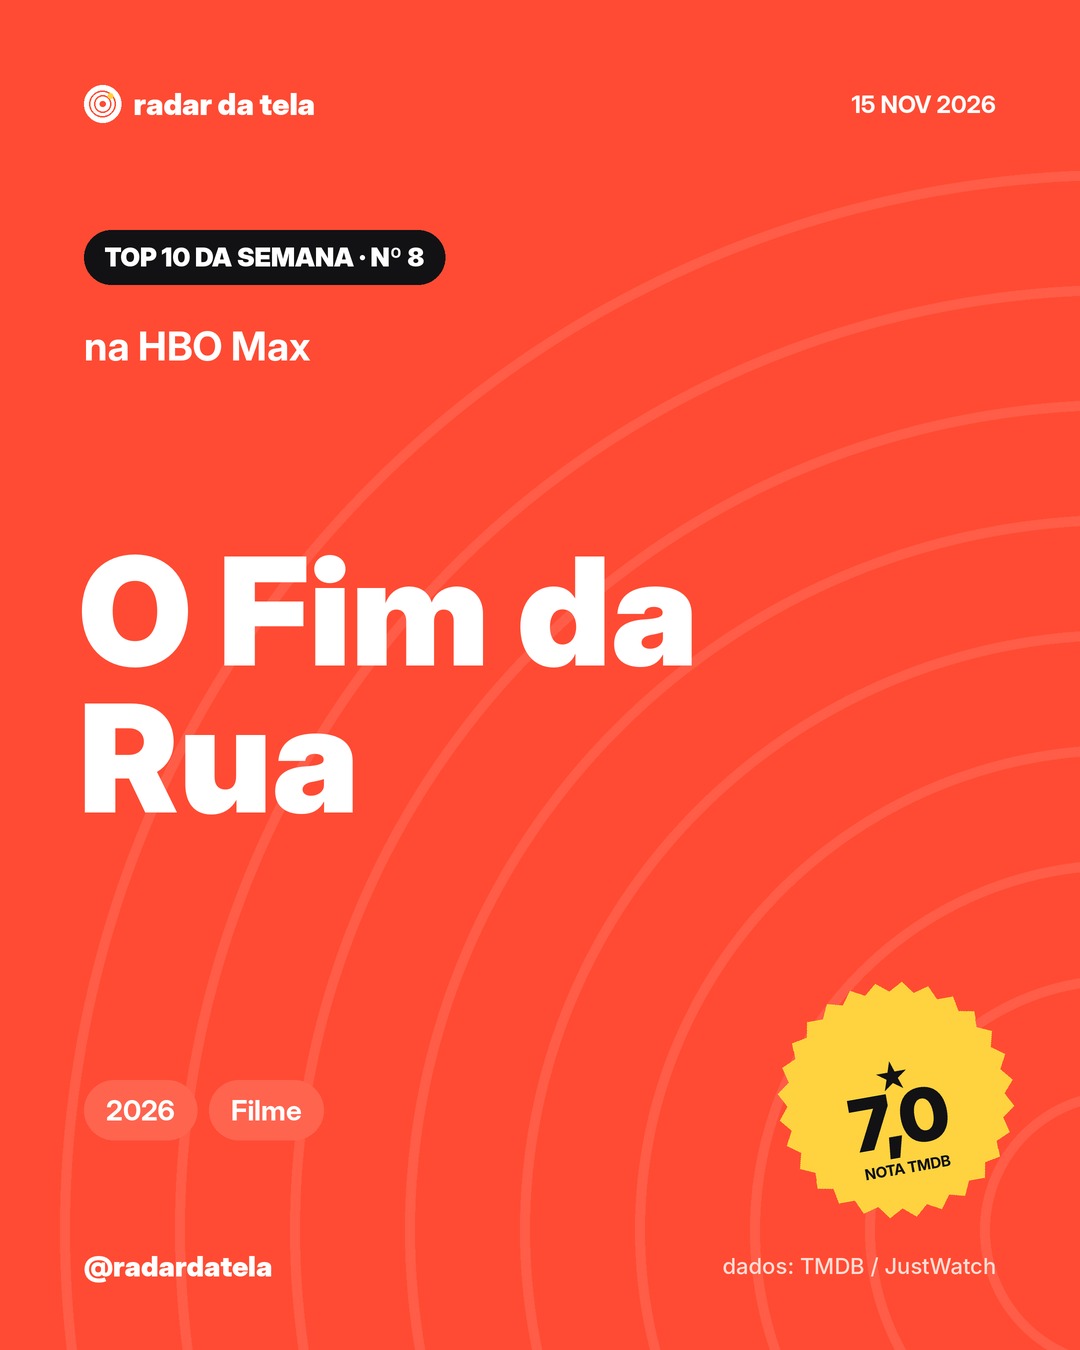 radar da tela
15 NOV 2026
TOP 10 DA SEMANA · Nº 8
na HBO Max
O Fim da
Rua
2026
Filme
★
7,0
NOTA TMDB
@radardatela
dados: TMDB / JustWatch